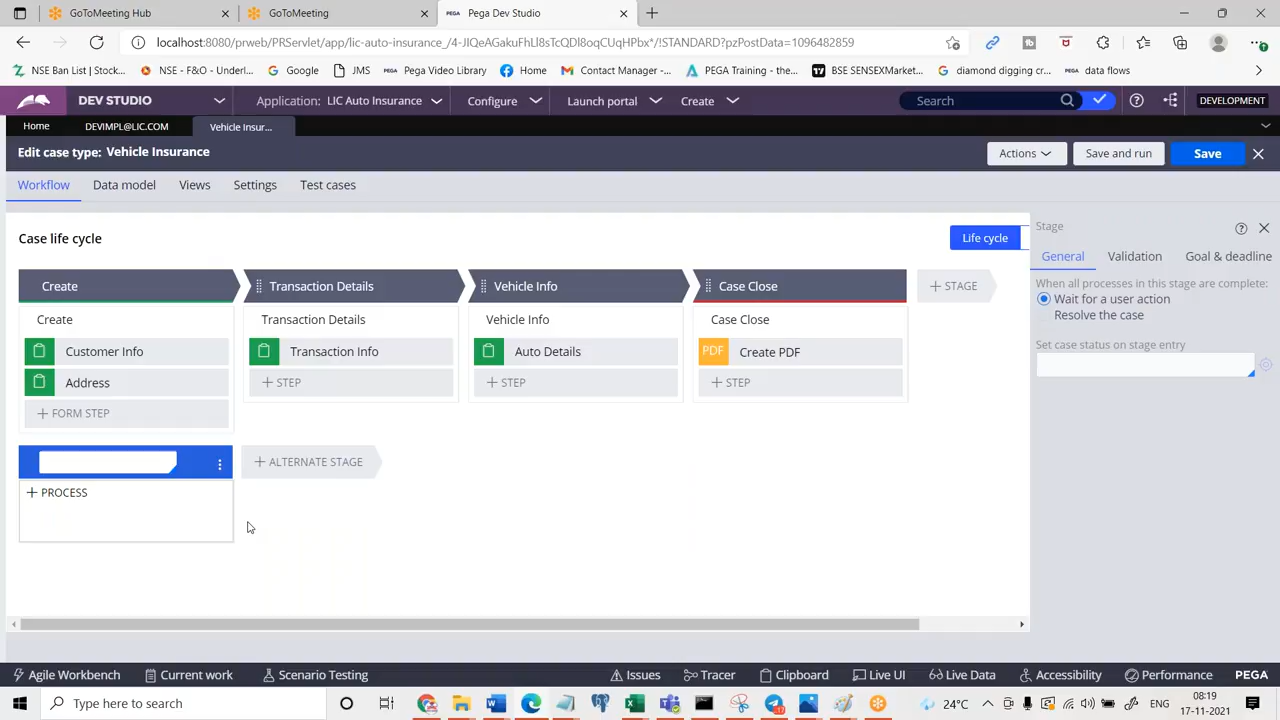 GoToMeeting Hub
GoToMeeting
PEGA Pega Dev Studio
localhost:8080/prweb/PRServlet/app/lic-auto-insurance_/4-JIQeAGakuFhLl8sTcQDl8oqCUqHPbx*/!STANDARD?pzPostData=1096482859
NSE Ban List | Stock...
NSE - F&O - Underl...
Google
JMS
PEGA Pega Video Library
Home
Contact Manager -...
PEGA Training - the...
BSE SENSEXMarket...
diamond digging cr...
PEGA data flows
DEV STUDIO
Application: LIC Auto Insurance
Configure
Launch portal
Create
Search
DEVELOPMENT
Home
DEVIMPL@LIC.COM
Vehicle Insur...
Edit case type: Vehicle Insurance
Actions
Save and run
Save
Workflow
Data model
Views
Settings
Test cases
Case life cycle
Life cycle
Create
Transaction Details
Vehicle Info
Case Close
+ STAGE
Create
Transaction Details
Vehicle Info
Case Close
Customer Info
Transaction Info
Auto Details
PDF Create PDF
Address
+ STEP
+ STEP
+ STEP
+ FORM STEP
+ ALTERNATE STAGE
+ PROCESS
Stage
General
Validation
Goal & deadline
When all processes in this stage are complete:
Wait for a user action
Resolve the case
Set case status on stage entry
Agile Workbench
Current work
Scenario Testing
Issues
Tracer
Clipboard
Live UI
Live Data
Accessibility
Performance
PEGA
Type here to search
24°C
ENG
08:19
17-11-2021